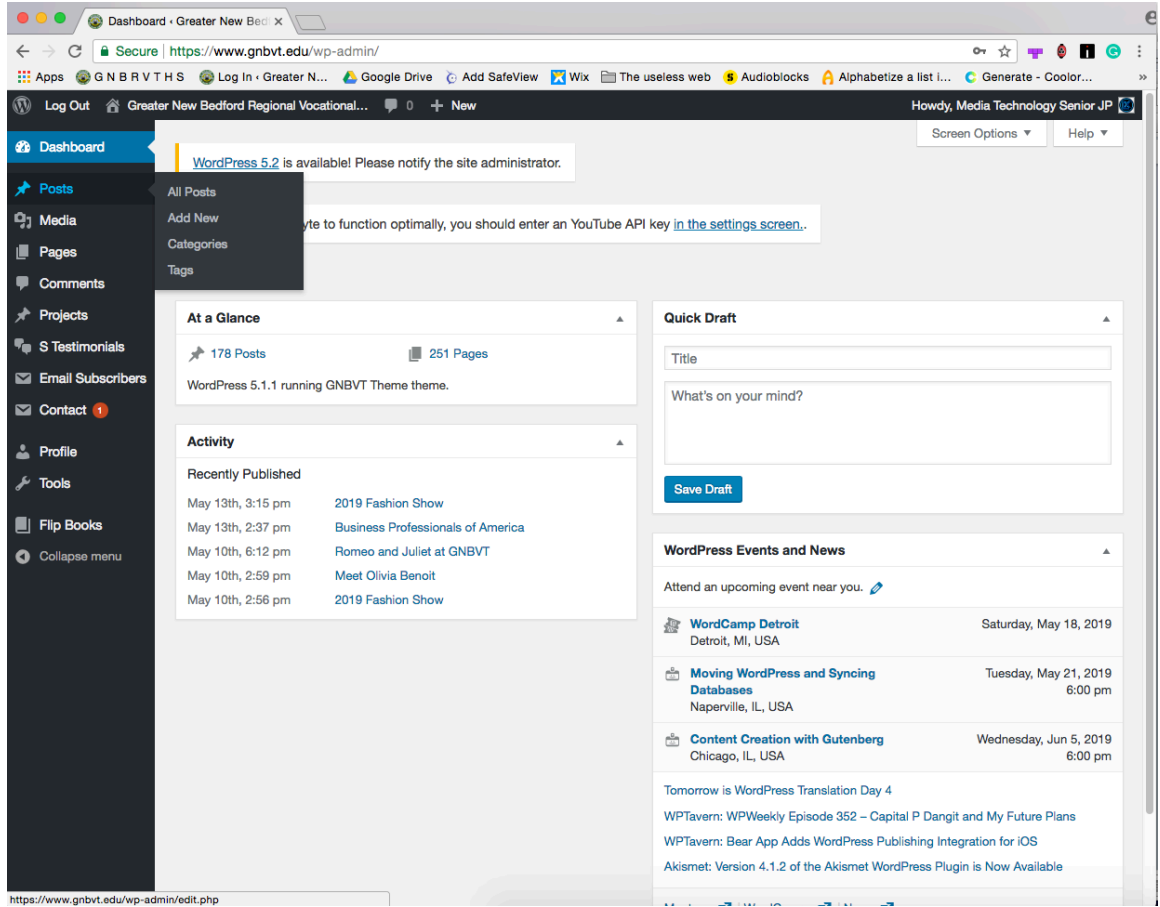 Dashboard ‹ Greater New Bed
Secure | https://www.gnbvt.edu/wp-admin/
Apps G N B R V T H S Log In ‹ Greater N... Google Drive Add SafeView Wix The useless web Audioblocks Alphabetize a list i... Generate - Coolor... »
Log Out Greater New Bedford Regional Vocational... 0 + New Howdy, Media Technology Senior JP
Screen Options ▼ Help ▼
Dashboard
WordPress 5.2 is available! Please notify the site administrator.
Posts
All Posts
Add New
Categories
Tags
yte to function optimally, you should enter an YouTube API key in the settings screen..
Media
Pages
Comments
Projects
S Testimonials
Email Subscribers
Contact 1
Profile
Tools
Flip Books
Collapse menu
At a Glance
178 Posts 251 Pages
WordPress 5.1.1 running GNBVT Theme theme.
Activity
Recently Published
May 13th, 3:15 pm 2019 Fashion Show
May 13th, 2:37 pm Business Professionals of America
May 10th, 6:12 pm Romeo and Juliet at GNBVT
May 10th, 2:59 pm Meet Olivia Benoit
May 10th, 2:56 pm 2019 Fashion Show
Quick Draft
Title
What's on your mind?
Save Draft
WordPress Events and News
Attend an upcoming event near you.
WordCamp Detroit Saturday, May 18, 2019
Detroit, MI, USA
Moving WordPress and Syncing Tuesday, May 21, 2019
Databases 6:00 pm
Naperville, IL, USA
Content Creation with Gutenberg Wednesday, Jun 5, 2019
Chicago, IL, USA 6:00 pm
Tomorrow is WordPress Translation Day 4
WPTavern: WPWeekly Episode 352 – Capital P Dangit and My Future Plans
WPTavern: Bear App Adds WordPress Publishing Integration for iOS
Akismet: Version 4.1.2 of the Akismet WordPress Plugin is Now Available
https://www.gnbvt.edu/wp-admin/edit.php